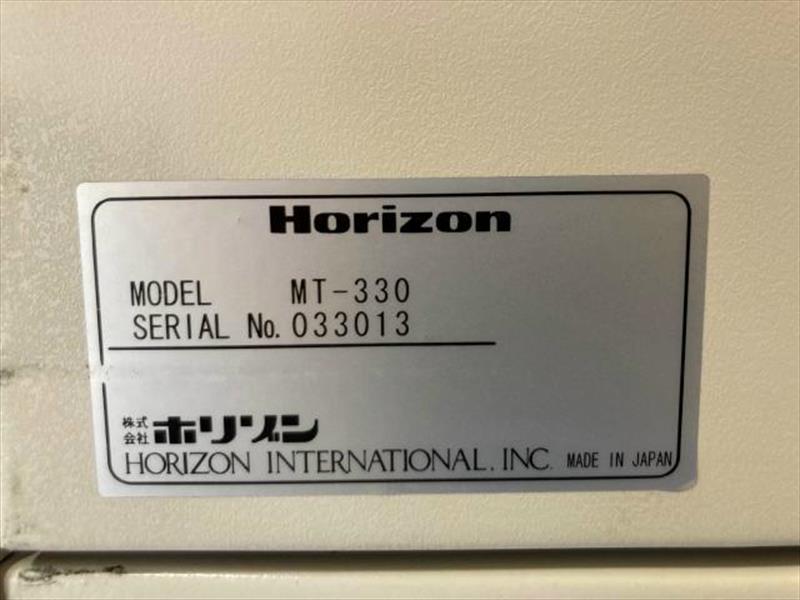 Horizon
MODEL MT-330
SERIAL No. 033013
株式会社 ホリゾン
HORIZON INTERNATIONAL, INC. MADE IN JAPAN